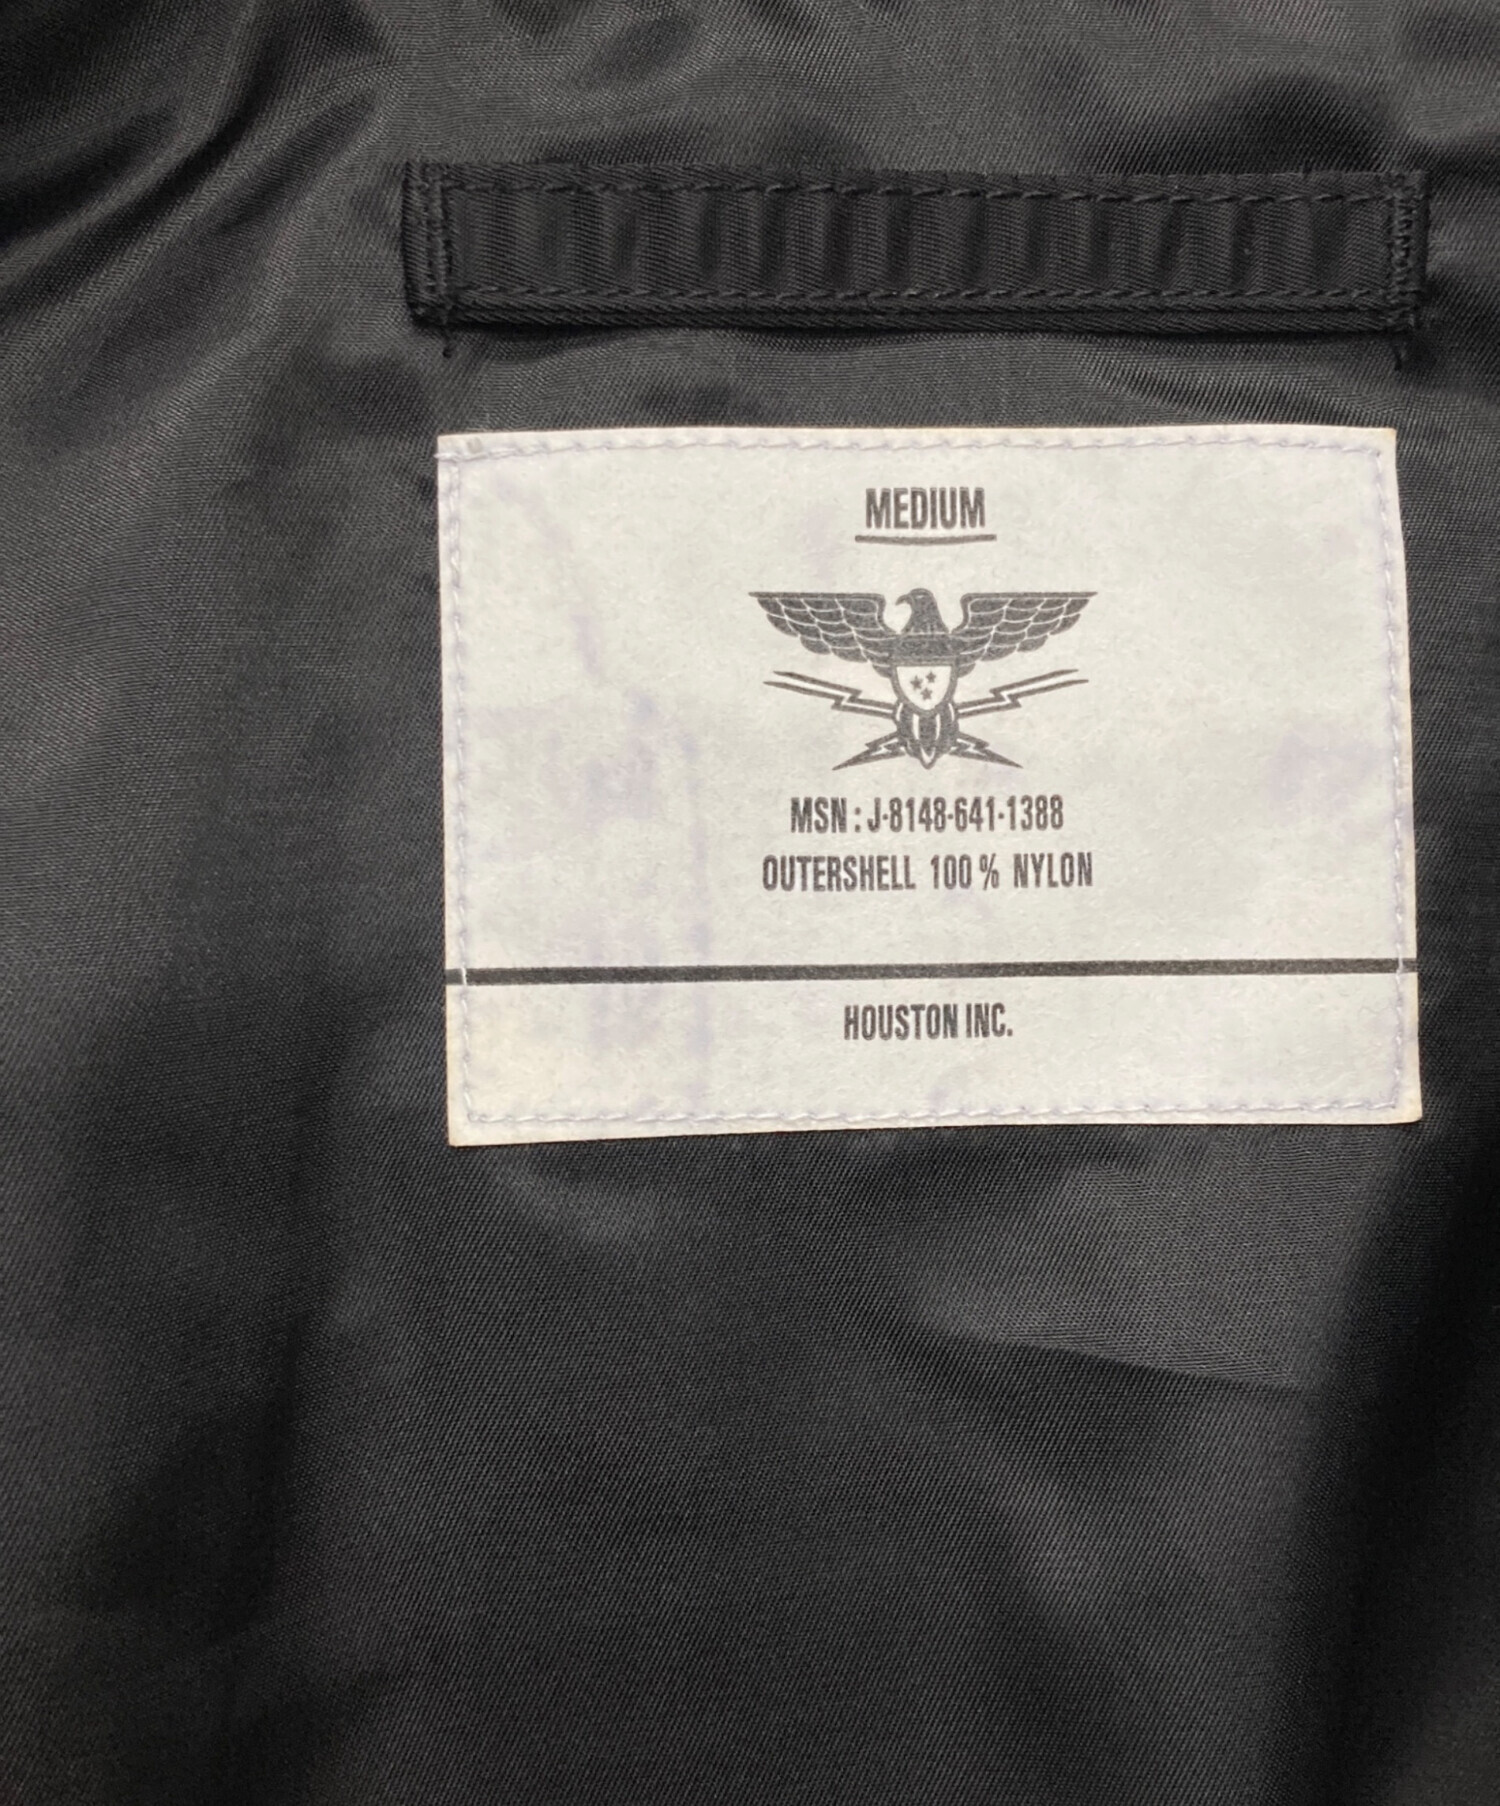 MEDIUM
MSN : J-8148-641-1388
OUTERSHELL 100 % NYLON
HOUSTON INC.